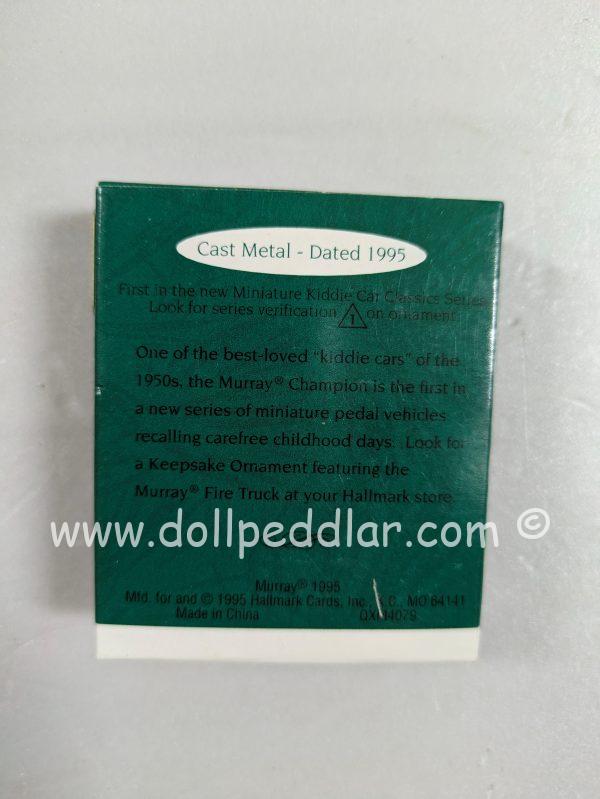 Cast Metal - Dated 1995
First in the new Miniature Kiddie Car Classics Series
Look for series verification 1 on ornament.
One of the best-loved "kiddie cars" of the
1950s, the Murray® Champion is the first in
a new series of miniature pedal vehicles
recalling carefree childhood days. Look for
a Keepsake Ornament featuring the
Murray® Fire Truck at your Hallmark store.
www.dollpeddlar.com ©
Murray® 1995
Mfd. for and © 1995 Hallmark Cards, Inc., K.C., MO 64141
Made in China